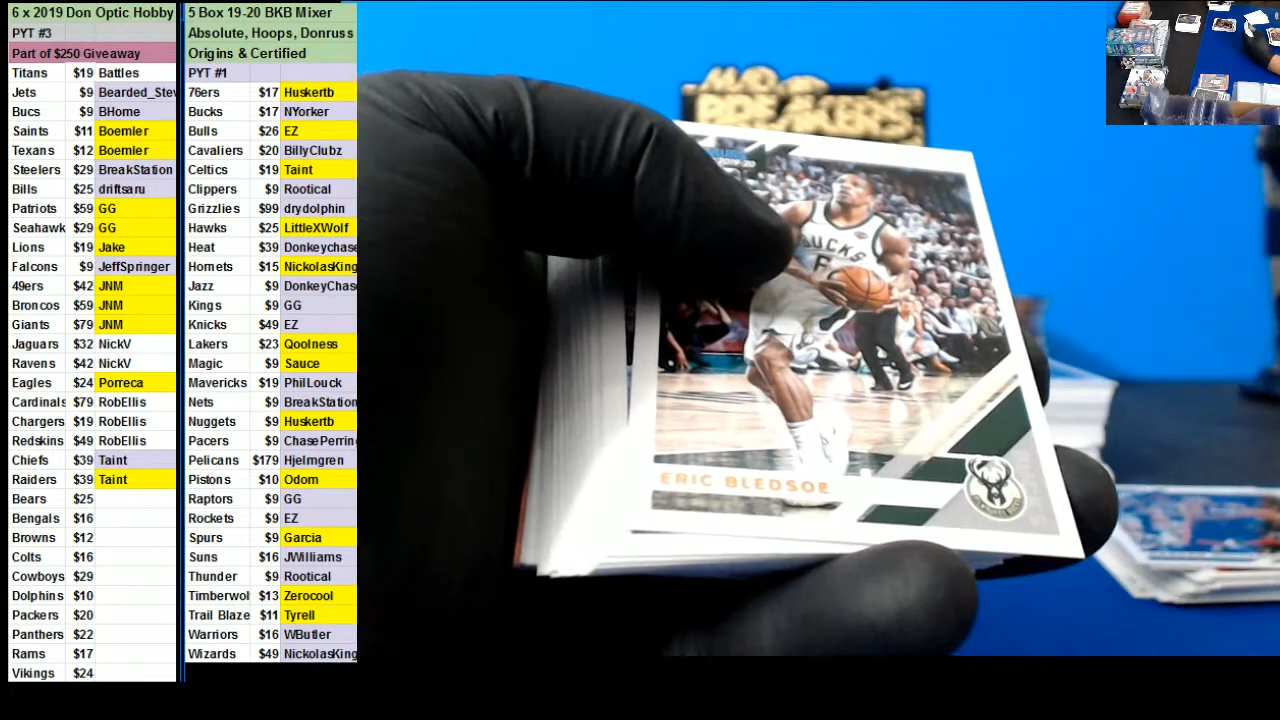 6 x 2019 Don Optic Hobby
PYT #3
Part of $250 Giveaway
Titans $19 Battles
Jets $9 Bearded_Stev
Bucs $9 BHome
Saints $11 Boemler
Texans $12 Boemler
Steelers $29 BreakStation
Bills $25 driftsaru
Patriots $59 GG
Seahawk $29 GG
Lions $19 Jake
Falcons $9 JeffSpringer
49ers $42 JNM
Broncos $59 JNM
Giants $79 JNM
Jaguars $32 NickV
Ravens $42 NickV
Eagles $24 Porreca
Cardinals $79 RobEllis
Chargers $19 RobEllis
Redskins $49 RobEllis
Chiefs $39 Taint
Raiders $39 Taint
Bears $25
Bengals $16
Browns $12
Colts $16
Cowboys $29
Dolphins $10
Packers $20
Panthers $22
Rams $17
Vikings $24
5 Box 19-20 BKB Mixer
Absolute, Hoops, Donruss
Origins & Certified
PYT #1
76ers $17 Huskertb
Bucks $17 NYorker
Bulls $26 EZ
Cavaliers $20 BillyClubz
Celtics $19 Taint
Clippers $9 Rootical
Grizzlies $99 drydolphin
Hawks $25 LittleXWolf
Heat $39 Donkeychase
Hornets $15 NickolasKing
Jazz $9 DonkeyChase
Kings $9 GG
Knicks $49 EZ
Lakers $23 Qoolness
Magic $9 Sauce
Mavericks $19 PhilLouck
Nets $9 BreakStation
Nuggets $9 Huskertb
Pacers $9 ChasePerrin
Pelicans $179 Hjelmgren
Pistons $10 Odom
Raptors $9 GG
Rockets $9 EZ
Spurs $9 Garcia
Suns $16 JWilliams
Thunder $9 Rootical
Timberwol $13 Zerocool
Trail Blaze $11 Tyrell
Warriors $16 WButler
Wizards $49 NickolasKing
BREAKERS
BUCKS
ERIC BLEDSOE